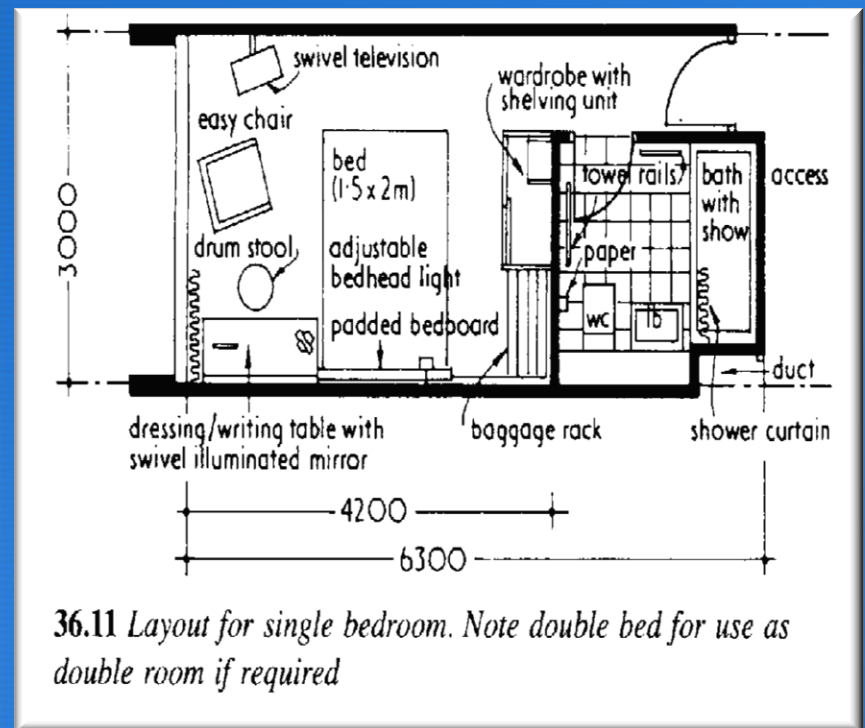 swivel television
wardrobe with
shelving unit
easy chair
bed
(1·5 x 2m)
towel rails
bath
with
show
access
3000
drum stool
adjustable
bedhead light
paper
padded bedboard
wc
lb
duct
dressing/writing table with
swivel illuminated mirror
baggage rack
shower curtain
4200
6300
36.11 Layout for single bedroom. Note double bed for use as
double room if required